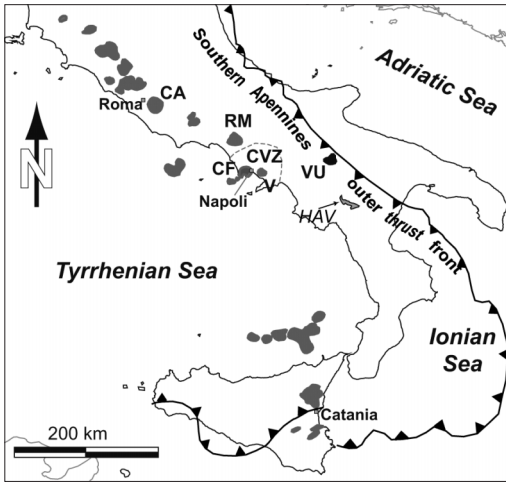 Southern Apennines
Adriatic Sea
CA
Roma
RM
CVZ
CF
VU
V
Napoli
HAV
outer thrust front
N
Tyrrhenian Sea
Ionian
Sea
Catania
200 km